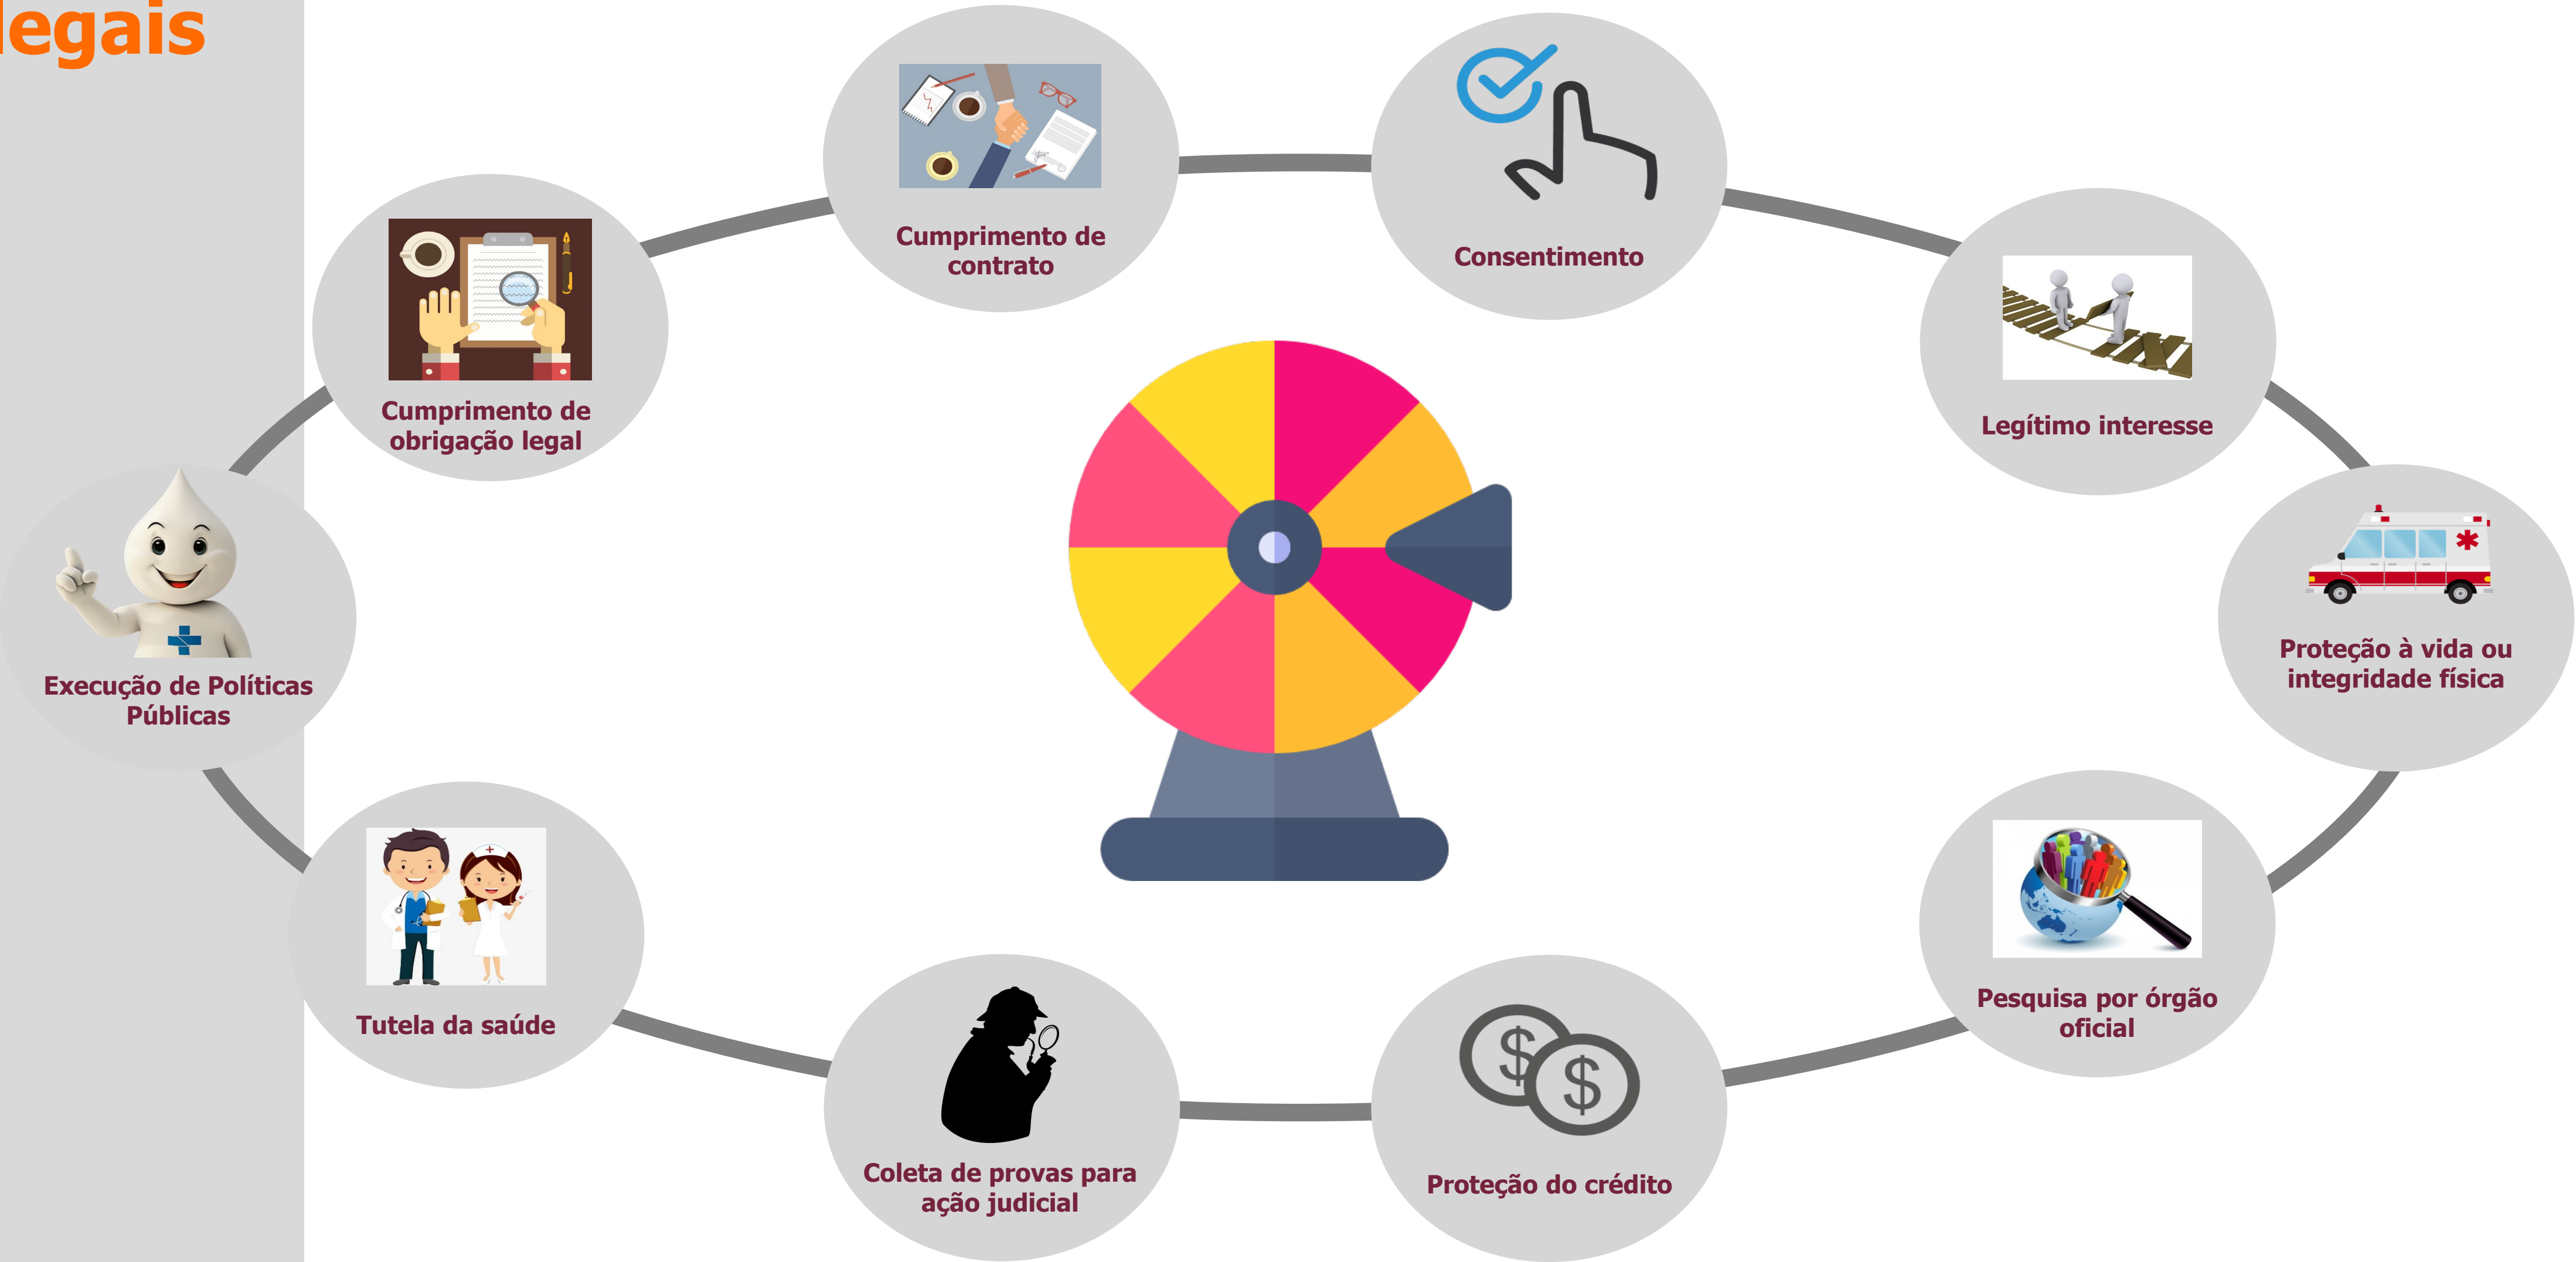 legais
Cumprimento de
contrato
Consentimento
Cumprimento de
obrigação legal
Legítimo interesse
Execução de Políticas
Públicas
Proteção à vida ou
integridade física
Tutela da saúde
Pesquisa por órgão
oficial
Coleta de provas para
ação judicial
Proteção do crédito